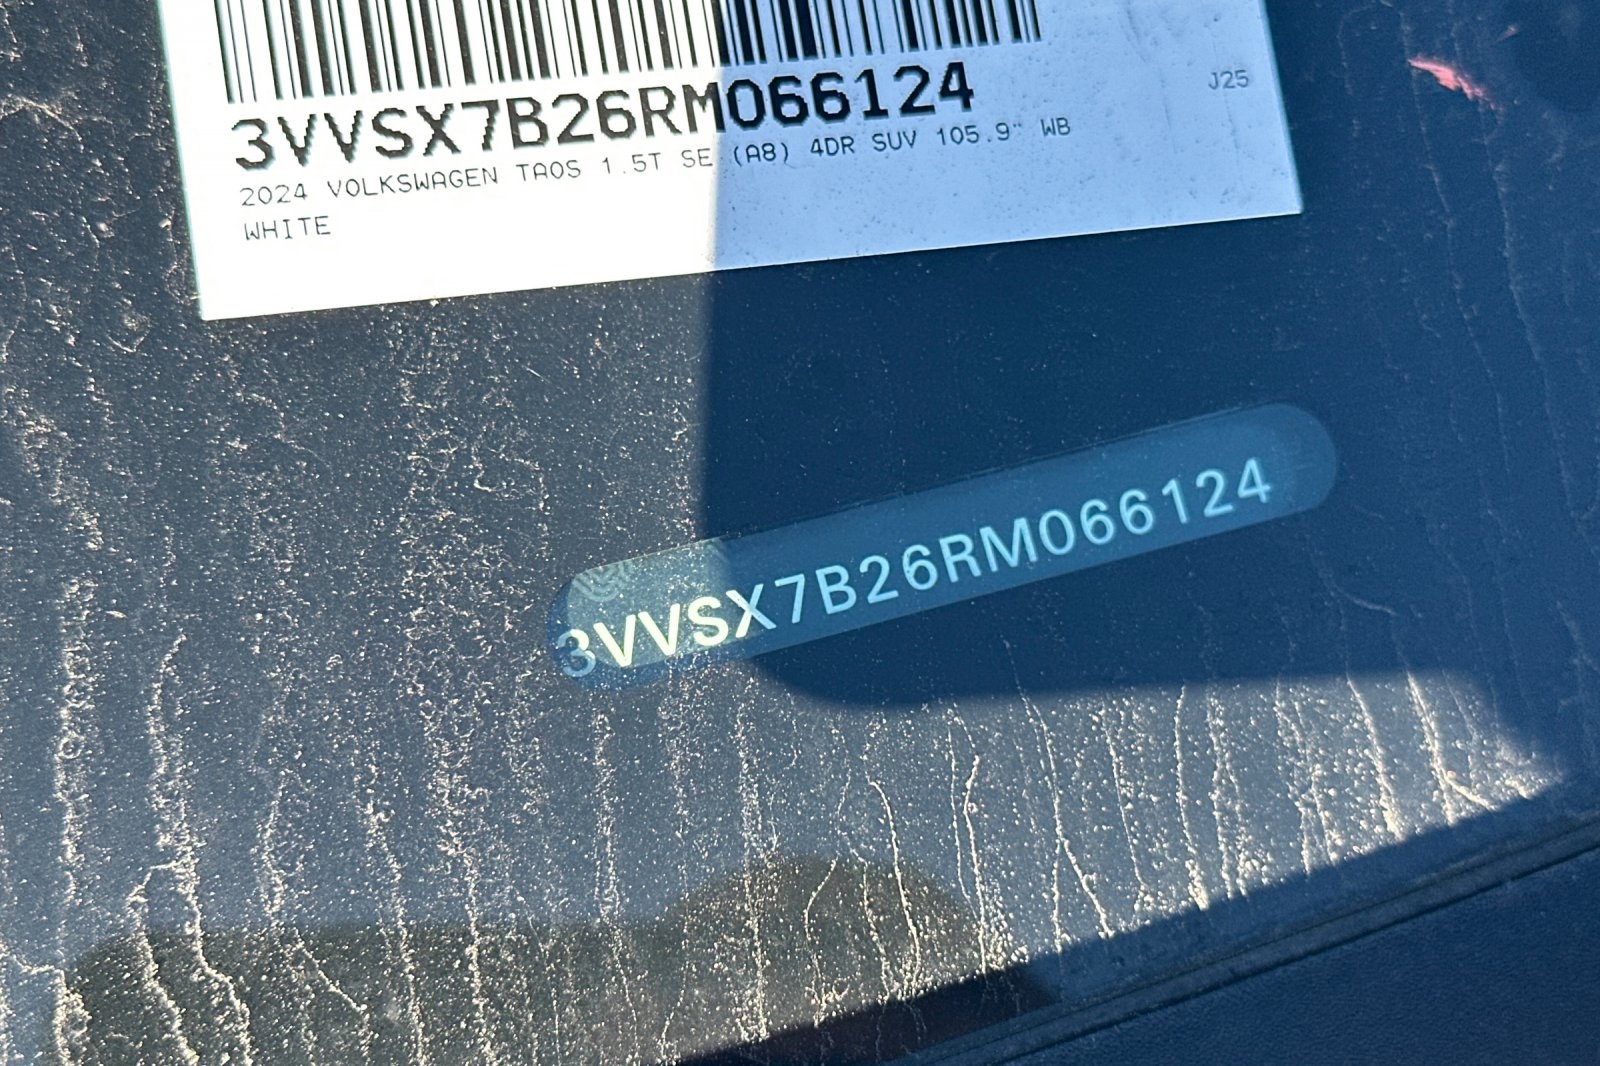 3VVSX7B26RM066124
2024 VOLKSWAGEN TAOS 1.5T SE (A8) 4DR SUV 105.9" WB
WHITE
J25
3VVSX7B26RM066124